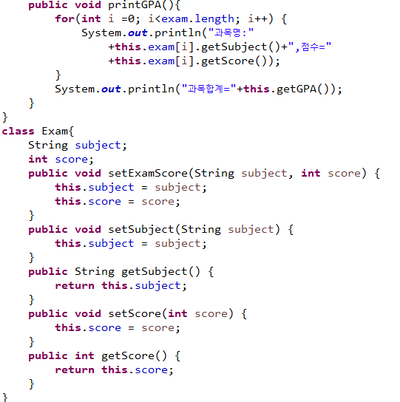 public void printGPA(){
for(int i =0; i<exam.length; i++) {
System.out.println("과목명:"
+this.exam[i].getSubject()+",점수="
+this.exam[i].getScore());
}
System.out.println("과목합계="+this.getGPA());
}
}
class Exam{
String subject;
int score;
public void setExamScore(String subject, int score) {
this.subject = subject;
this.score = score;
}
public void setSubject(String subject) {
this.subject = subject;
}
public String getSubject() {
return this.subject;
}
public void setScore(int score) {
this.score = score;
}
public int getScore() {
return this.score;
}
}